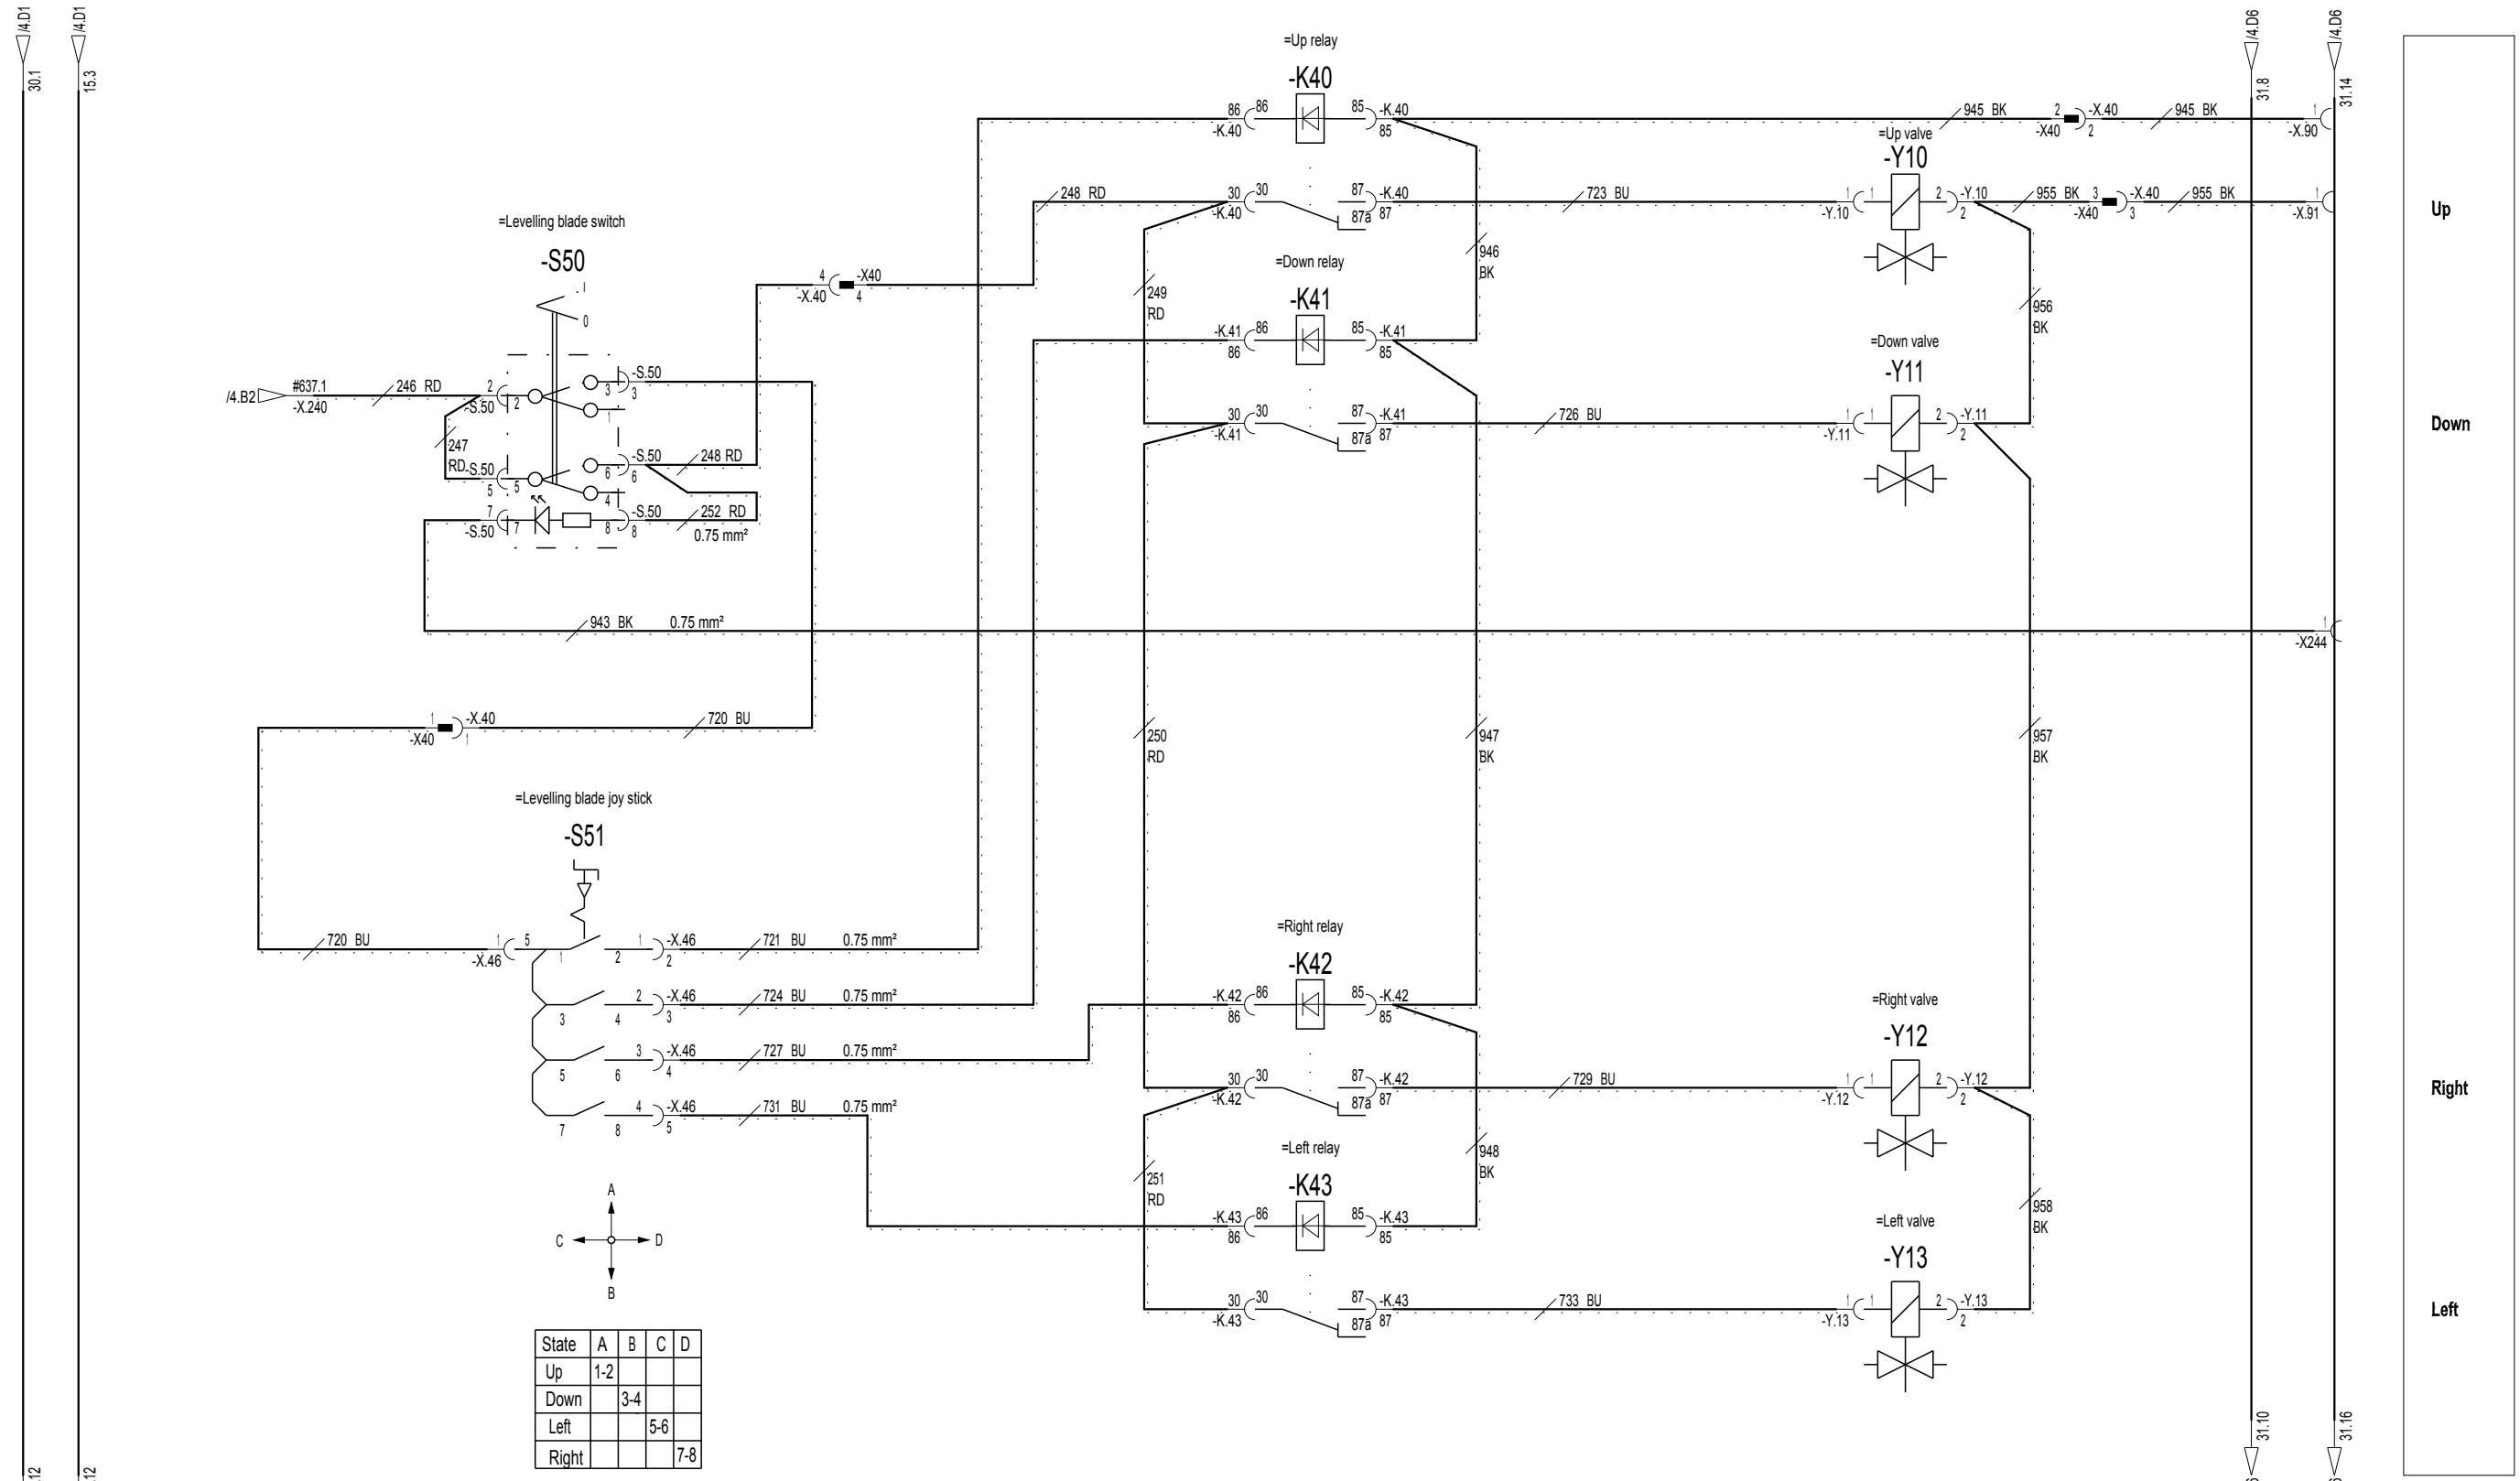 /4.D1
/4.D1
30.1
15.3
/4.D6
/4.D6
31.8
31.14
=Up relay
-K40
86 86 85 -K.40
-K.40 85
945 BK
2 -X.40
-X40 2
945 BK
1
-X.90
=Up valve
-Y10
248 RD
30 30 87 -K.40
-K.40 87a 87
723 BU
1 1 2 -Y.10
-Y.10 2
955 BK
3 -X.40
-X40 3
955 BK
1
-X.91
Up
=Levelling blade switch
-S50
I
0
4 -X40
-X.40 4
249
RD
946
BK
956
BK
=Down relay
-K41
-K.41 86 85 -K.41
86 85
=Down valve
-Y11
/4.B2
#637.1
-X.240
246 RD
2
-S.50 2
3 -S.50
3
1
247
RD
-S.50
5 5
6 -S.50
6
4
248 RD
7
-S.50 7
8 -S.50
8
252 RD
0.75 mm²
30 30 87 -K.41
-K.41 87a 87
726 BU
1 1 2 -Y.11
-Y.11 2
Down
943 BK 0.75 mm²
1
-X244
1 -X.40
-X40 1
720 BU
250
RD
947
BK
957
BK
=Levelling blade joy stick
-S51
720 BU
1 5
-X.46
1 2
1 -X.46
2
721 BU 0.75 mm²
3 4
2 -X.46
3
724 BU 0.75 mm²
5 6
3 -X.46
4
727 BU 0.75 mm²
7 8
4 -X.46
5
731 BU 0.75 mm²
=Right relay
-K42
-K.42 86 85 -K.42
86 85
=Right valve
-Y12
30 30 87 -K.42
-K.42 87a 87
729 BU
1 1 2 -Y.12
-Y.12 2
Right
251
RD
948
BK
958
BK
=Left relay
-K43
-K.43 86 85 -K.43
86 85
=Left valve
-Y13
30 30 87 -K.43
-K.43 87a 87
733 BU
1 1 2 -Y.13
-Y.13 2
Left
A
C D
B
State A B C D
Up 1-2
Down 3-4
Left 5-6
Right 7-8
31.10
31.16